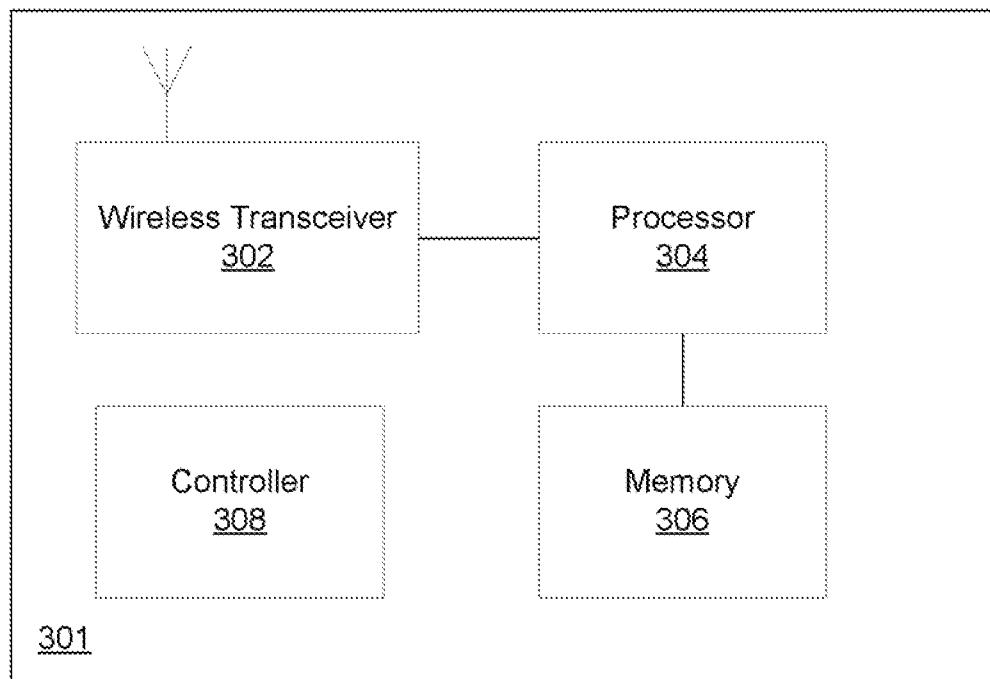 Wireless Transceiver
302
Processor
304
Controller
308
Memory
306
301